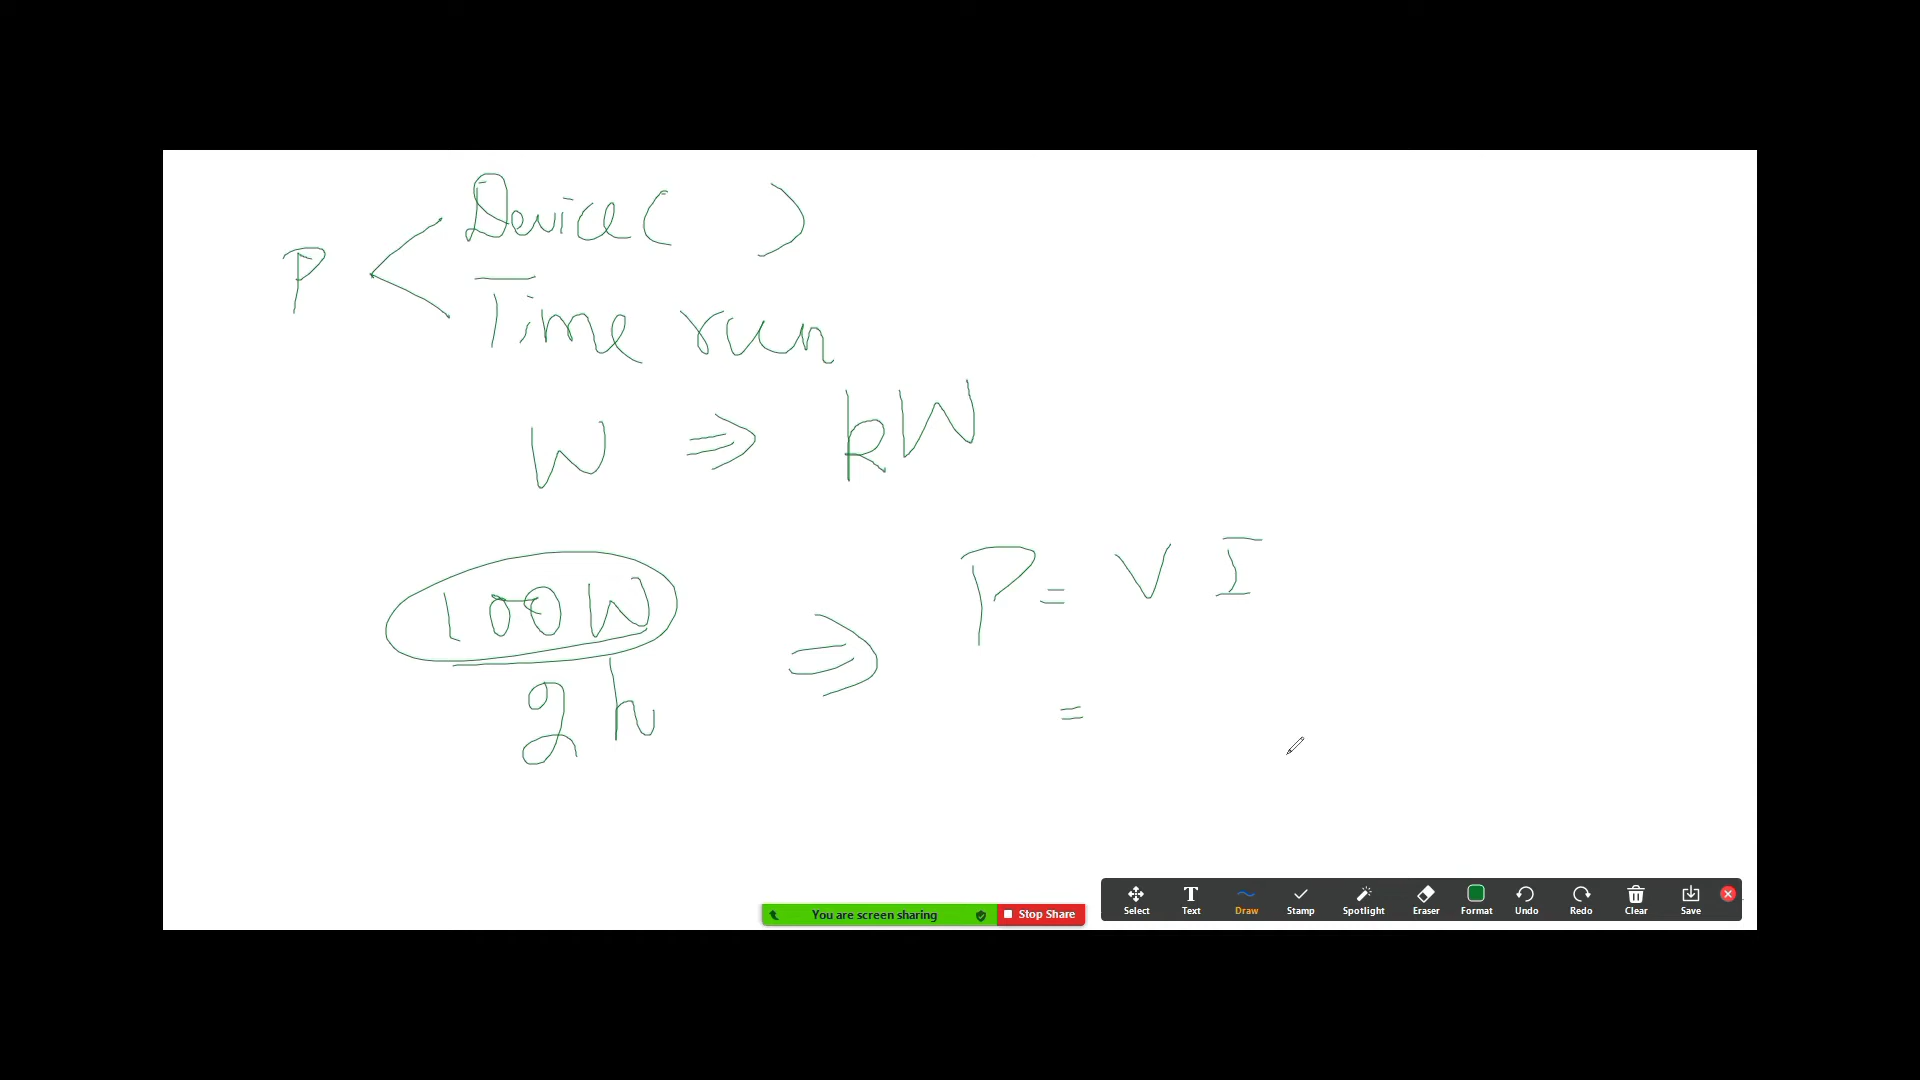 Device( )
P
Time run
W ⇒ kW
100W
2 h
⇒
P = V I
=
You are screen sharing
Stop Share
Select Text Draw Stamp Spotlight Eraser Format Undo Redo Clear Save